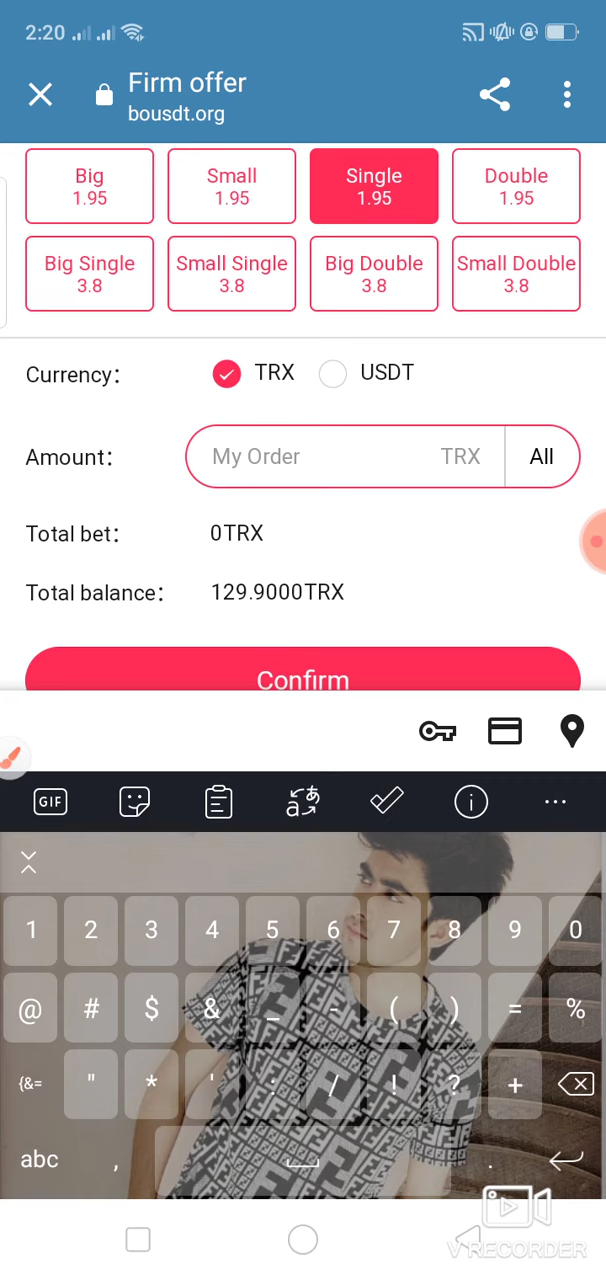 2:20
Firm offer
bousdt.org
Big Small Single Double
1.95 1.95 1.95 1.95
Big Single Small Single Big Double Small Double
3.8 3.8 3.8 3.8
Currency: TRX USDT
Amount: My Order TRX All
Total bet: 0TRX
Total balance: 129.9000TRX
Confirm
GIF aあ
1 2 3 4 5 6 7 8 9 0
@ # $ & _ - ( ) = %
{&= " * ' : / ! ? +
abc , .
V RECORDER